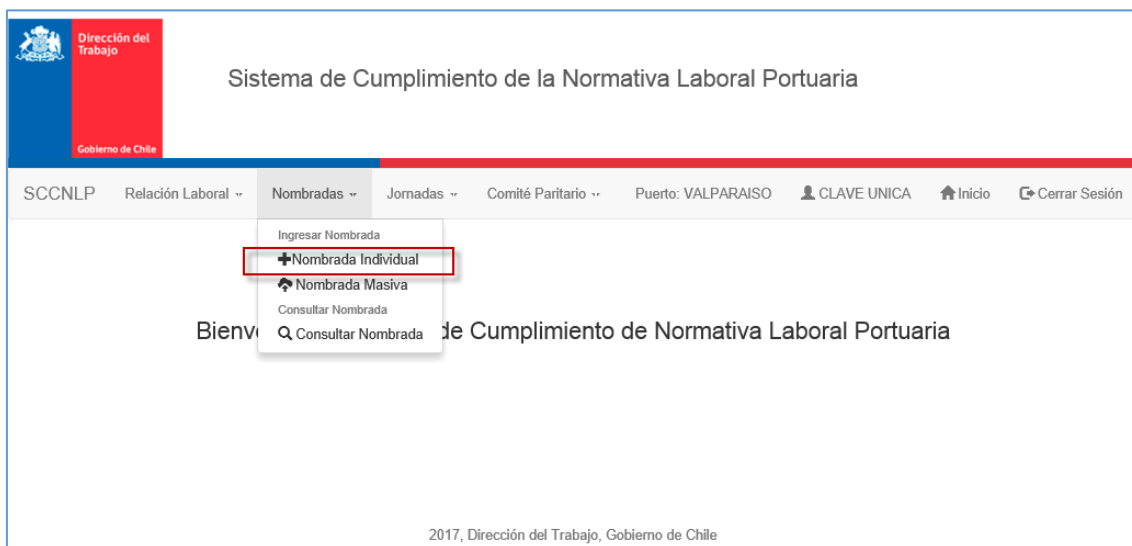 Dirección del
Trabajo
Gobierno de Chile
Sistema de Cumplimiento de la Normativa Laboral Portuaria
SCCNLP Relación Laboral Nombradas Jornadas Comité Paritario Puerto: VALPARAISO CLAVE UNICA Inicio Cerrar Sesión
Ingresar Nombrada
Nombrada Individual
Nombrada Masiva
Consultar Nombrada
Consultar Nombrada
Bienv de Cumplimiento de Normativa Laboral Portuaria
2017, Dirección del Trabajo, Gobierno de Chile